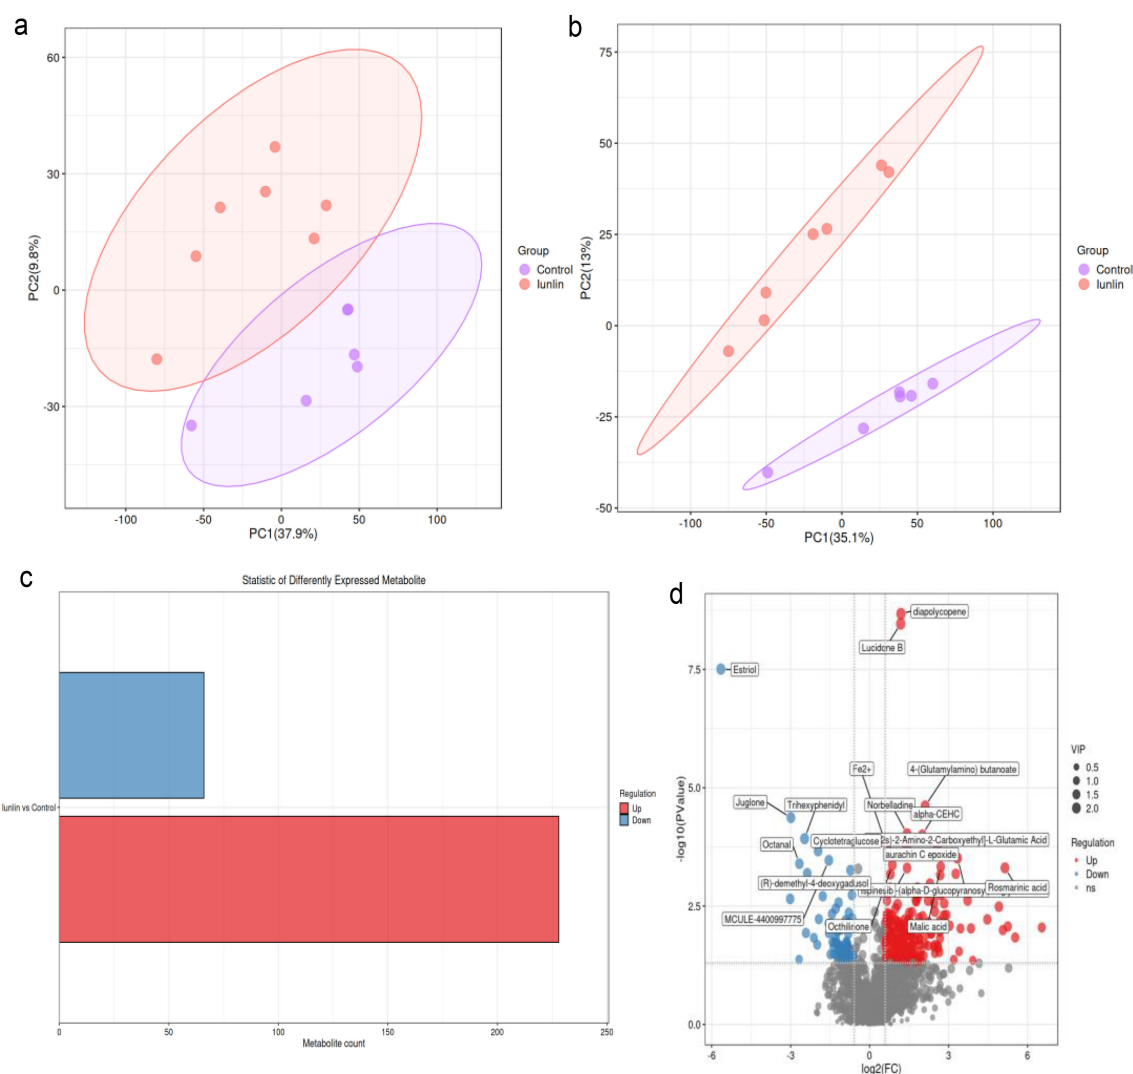 a
60
30
0
-30
-100
-50
0
50
100
PC2(9.8%)
PC1(37.9%)
Group
Control
lunlin
b
75
50
25
0
-25
-50
-100
-50
0
50
100
PC2(13%)
PC1(35.1%)
Group
Control
lunlin
c
Statistic of Differently Expressed Metabolite
lunlin vs Control
0
50
100
150
200
250
Metabolite count
Regulation
Up
Down
d
diapolycopene
Lucidone B
Estriol
Fe2+
4-(Glutamylamino) butanoate
Juglone
Trihexyphenidyl
Norbelladine
alpha-CEHC
Octanal
Cyclotetraglucose
2s)-2-Amino-2-Carboxyethyl]-L-Glutamic Acid
aurachin C epoxide
(R)-demethyl-4-deoxygadusol
Ispinesib
-(alpha-D-glucopyranosy
Rosmarinic acid
MCULE-4400997775
Octhilinone
Malic acid
7.5
5.0
2.5
0.0
-6
-3
0
3
6
-log10(PValue)
log2(FC)
VIP
0.5
1.0
1.5
2.0
Regulation
Up
Down
ns